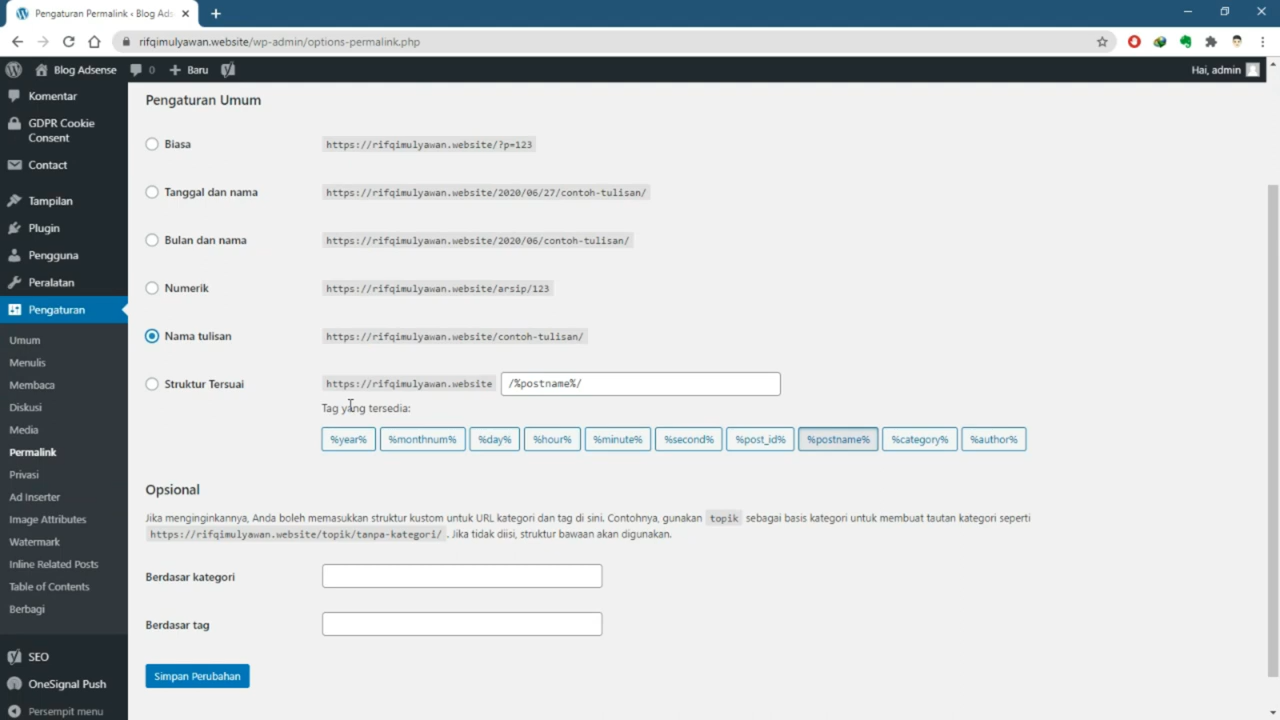 Pengaturan Permalink ‹ Blog Ads
rifqimulyawan.website/wp-admin/options-permalink.php
Blog Adsense 0 Baru Hai, admin
Komentar
GDPR Cookie
Consent
Contact
Tampilan
Plugin
Pengguna
Peralatan
Pengaturan
Umum
Menulis
Membaca
Diskusi
Media
Permalink
Privasi
Ad Inserter
Image Attributes
Watermark
Inline Related Posts
Table of Contents
Berbagi
SEO
OneSignal Push
Persempit menu
Pengaturan Umum
Biasa https://rifqimulyawan.website/?p=123
Tanggal dan nama https://rifqimulyawan.website/2020/06/27/contoh-tulisan/
Bulan dan nama https://rifqimulyawan.website/2020/06/contoh-tulisan/
Numerik https://rifqimulyawan.website/arsip/123
Nama tulisan https://rifqimulyawan.website/contoh-tulisan/
Struktur Tersuai https://rifqimulyawan.website /%postname%/
Tag yang tersedia:
%year% %monthnum% %day% %hour% %minute% %second% %post_id% %postname% %category% %author%
Opsional
Jika menginginkannya, Anda boleh memasukkan struktur kustom untuk URL kategori dan tag di sini. Contohnya, gunakan topik sebagai basis kategori untuk membuat tautan kategori seperti
https://rifqimulyawan.website/topik/tanpa-kategori/ . Jika tidak diisi, struktur bawaan akan digunakan.
Berdasar kategori
Berdasar tag
Simpan Perubahan